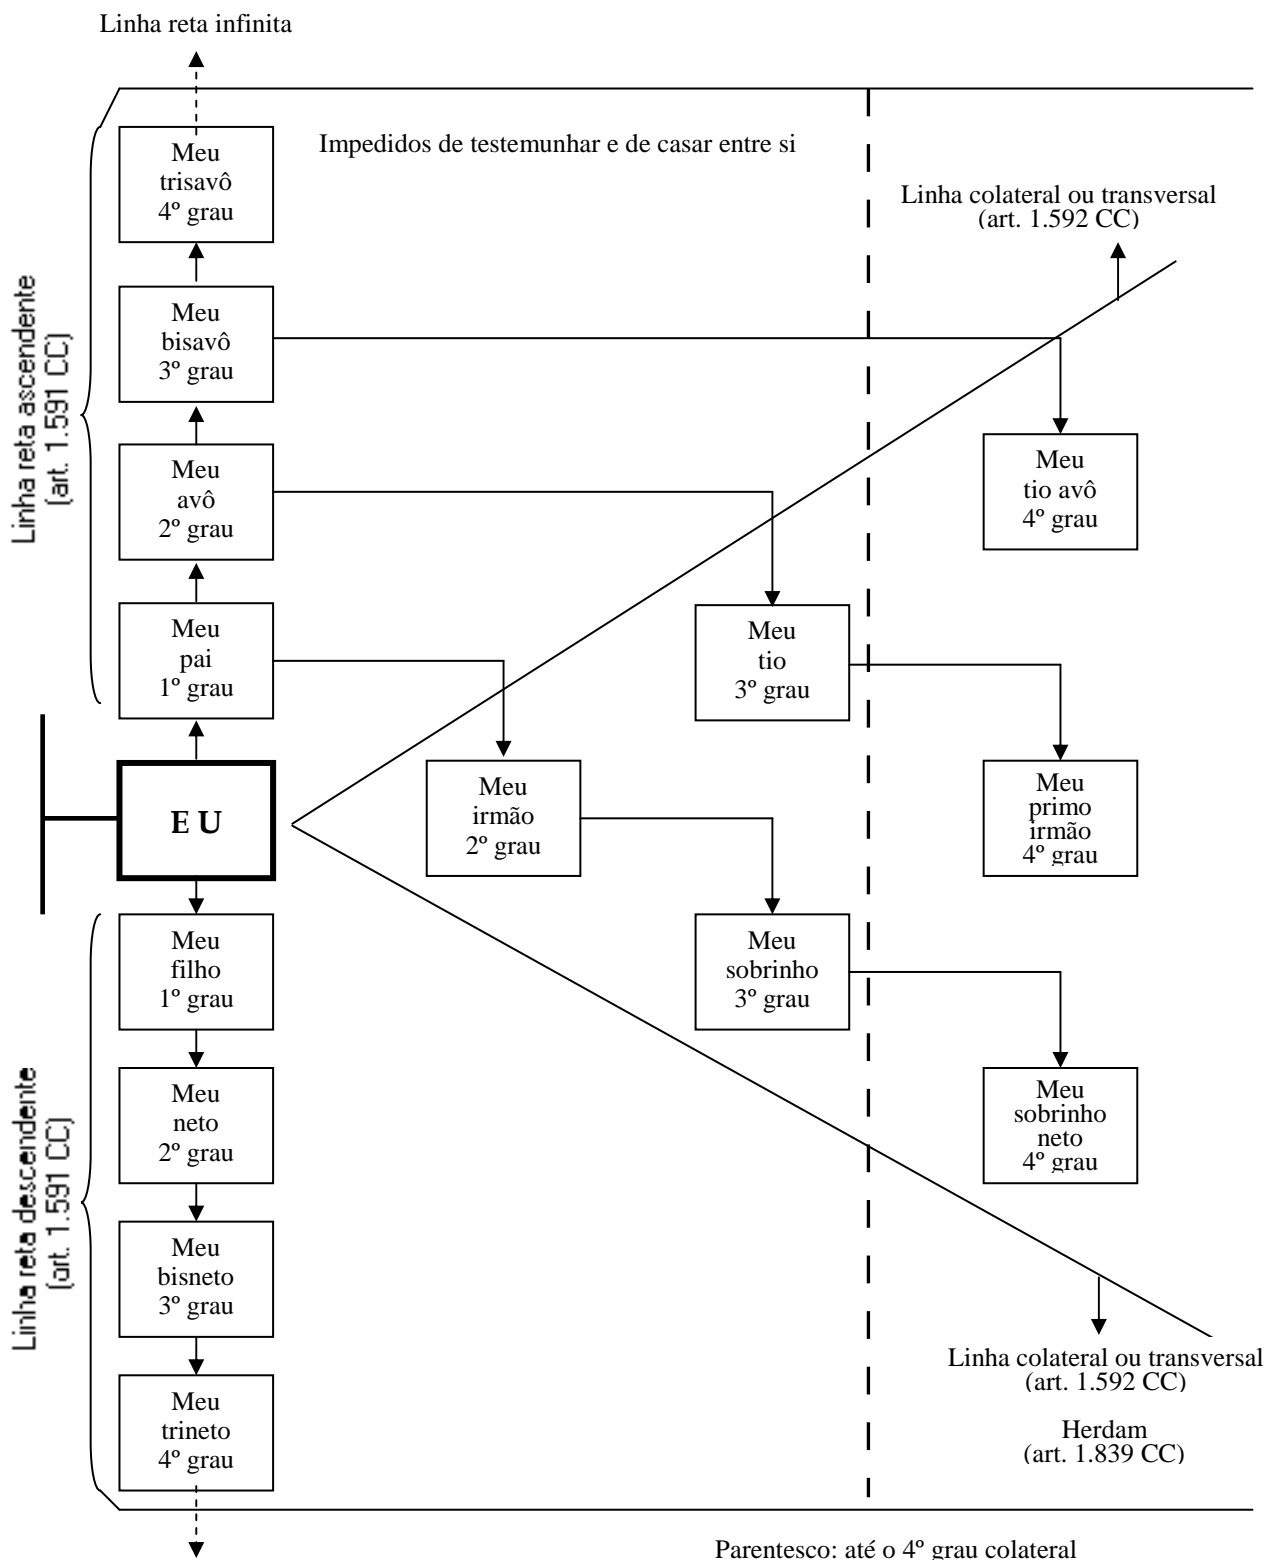 Linha reta infinita
Impedidos de testemunhar e de casar entre si
Meu
trisavô
4º grau
Linha colateral ou transversal
(art. 1.592 CC)
Linha reta ascendente
(art. 1.591 CC)
Meu
bisavô
3º grau
Meu
avô
2º grau
Meu
tio avô
4º grau
Meu
pai
1º grau
Meu
tio
3º grau
E U
Meu
irmão
2º grau
Meu
primo
irmão
4º grau
Meu
filho
1º grau
Meu
sobrinho
3º grau
Linha reta descendente
(art. 1.591 CC)
Meu
neto
2º grau
Meu
sobrinho
neto
4º grau
Meu
bisneto
3º grau
Meu
trineto
4º grau
Linha colateral ou transversal
(art. 1.592 CC)
Herdam
(art. 1.839 CC)
Parentesco: até o 4º grau colateral